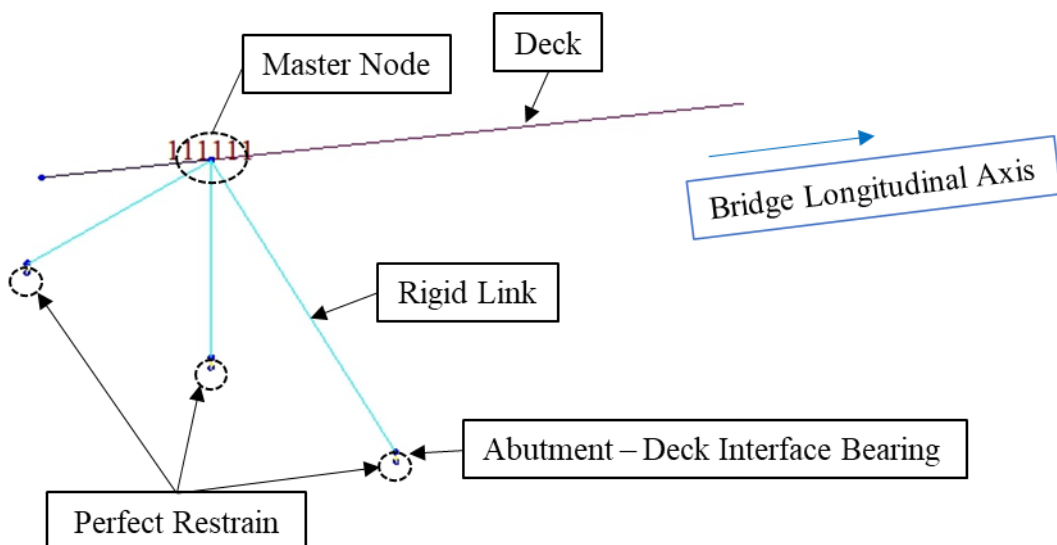 Deck
Master Node
111111
Bridge Longitudinal Axis
Rigid Link
Abutment – Deck Interface Bearing
Perfect Restrain